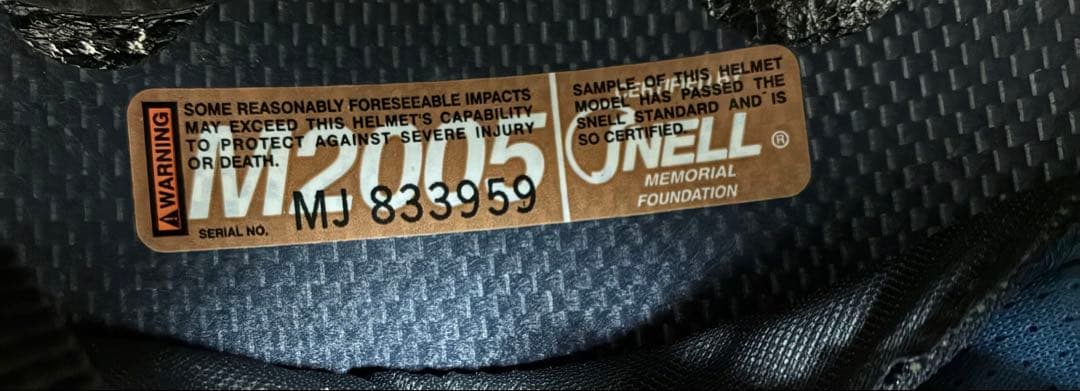 WARNING
SOME REASONABLY FORESEEABLE IMPACTS
MAY EXCEED THIS HELMET'S CAPABILITY
TO PROTECT AGAINST SEVERE INJURY
OR DEATH.
M2005
SERIAL NO. MJ 833959
SAMPLE OF THIS HELMET
MODEL HAS PASSED THE
SNELL STANDARD AND IS
SO CERTIFIED.
SNELL ®
MEMORIAL
FOUNDATION